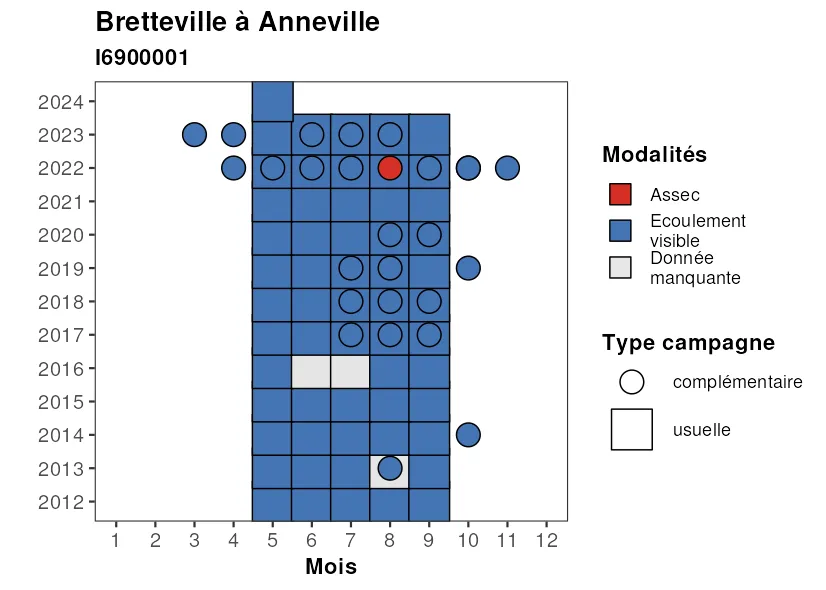 Bretteville à Anneville
I6900001
2024
2023
2022
2021
2020
2019
2018
2017
2016
2015
2014
2013
2012
1 2 3 4 5 6 7 8 9 10 11 12
Mois
Modalités
Assec
Ecoulement
visible
Donnée
manquante
Type campagne
complémentaire
usuelle